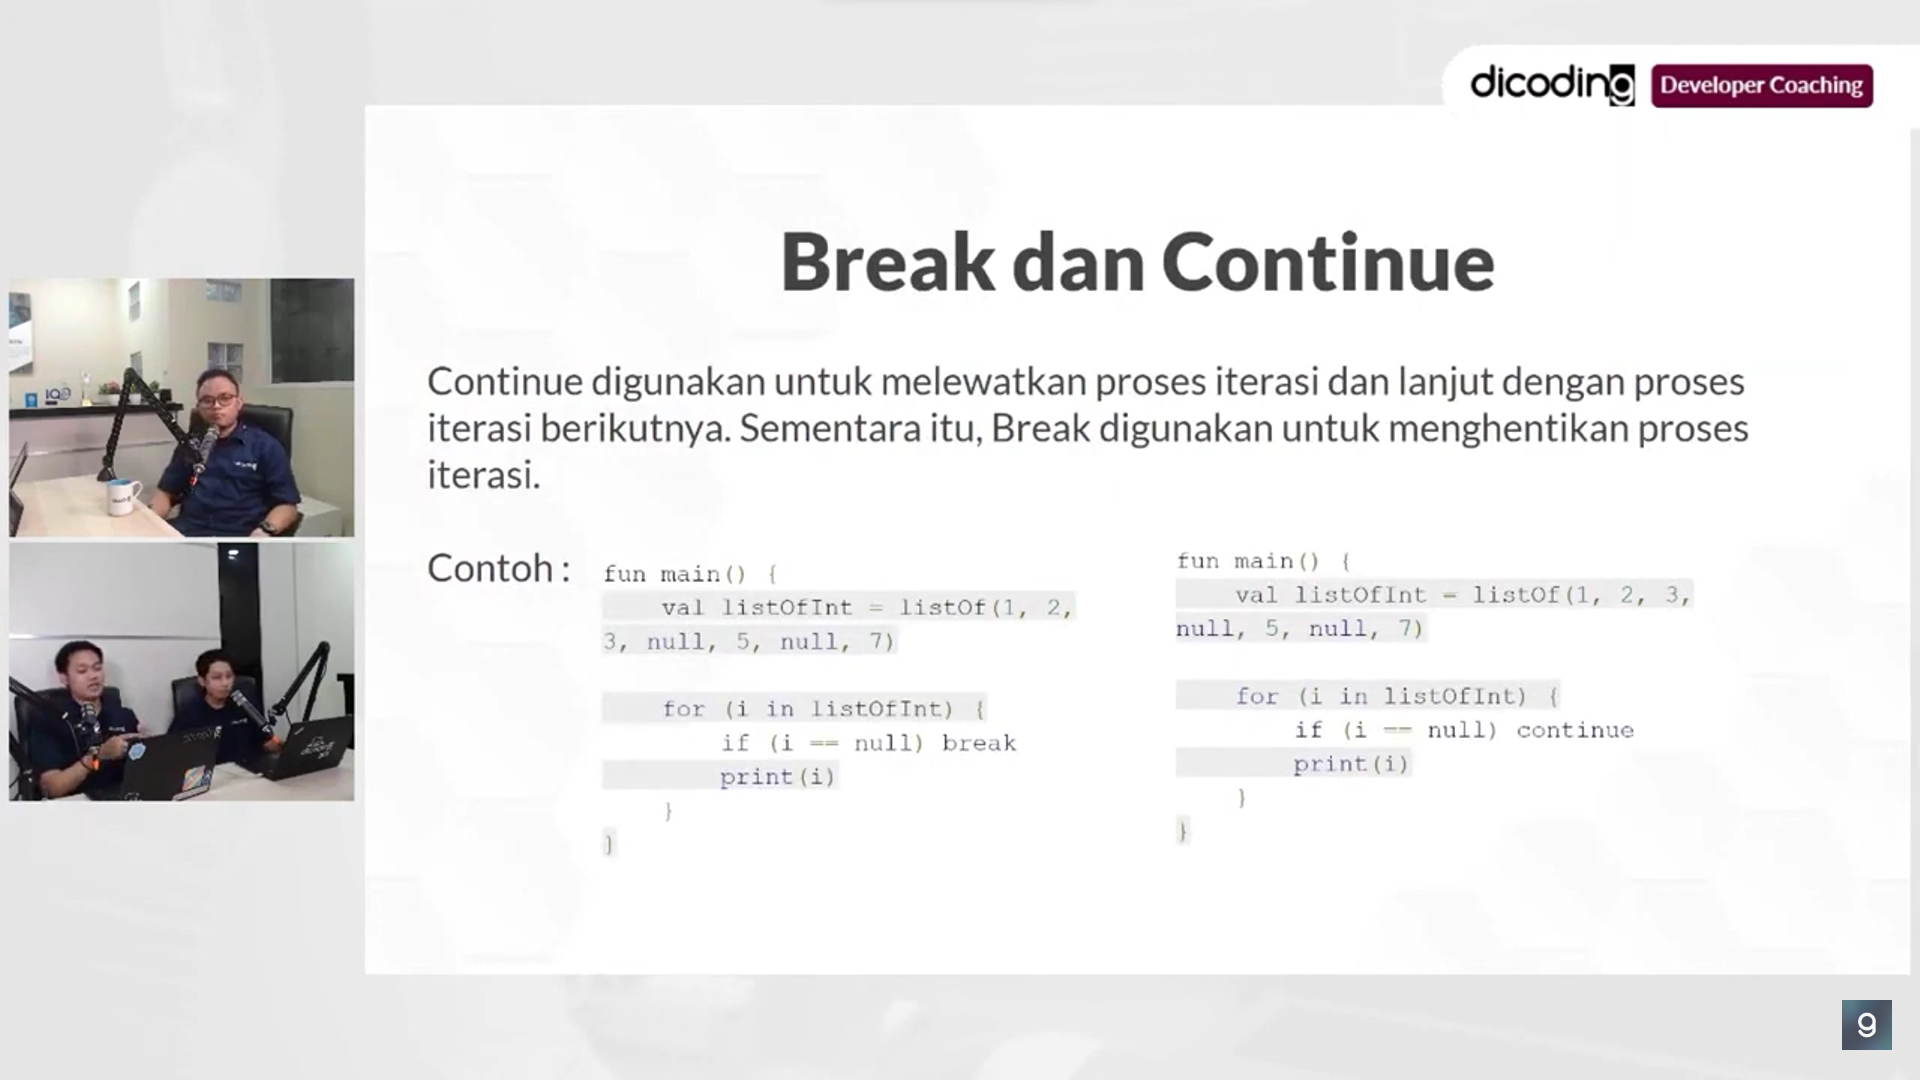 dicoding Developer Coaching
Break dan Continue
Continue digunakan untuk melewatkan proses iterasi dan lanjut dengan proses
iterasi berikutnya. Sementara itu, Break digunakan untuk menghentikan proses
iterasi.
Contoh :
fun main() {
val listOfInt = listOf(1, 2,
3, null, 5, null, 7)
for (i in listOfInt) {
if (i == null) break
print(i)
}
}
fun main() {
val listOfInt = listOf(1, 2, 3,
null, 5, null, 7)
for (i in listOfInt) {
if (i == null) continue
print(i)
}
}
9